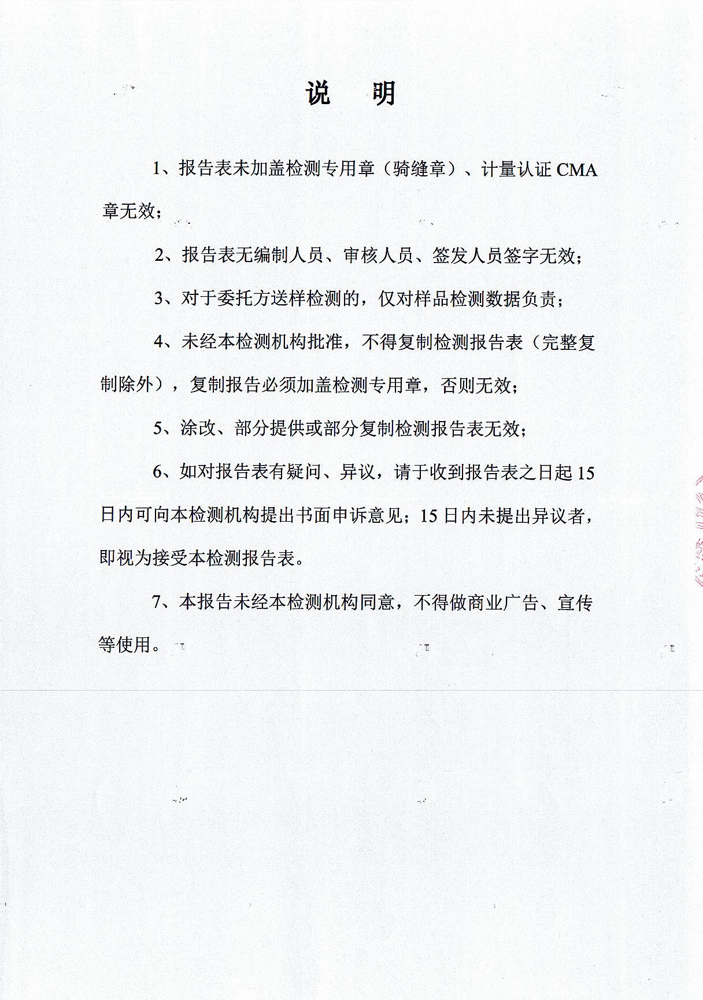 说 明
1、报告表未加盖检测专用章（骑缝章）、计量认证 CMA
章无效；
2、报告表无编制人员、审核人员、签发人员签字无效；
3、对于委托方送样检测的，仅对样品检测数据负责；
4、未经本检测机构批准，不得复制检测报告表（完整复
制除外），复制报告必须加盖检测专用章，否则无效；
5、涂改、部分提供或部分复制检测报告表无效；
6、如对报告表有疑问、异议，请于收到报告表之日起 15
日内可向本检测机构提出书面申诉意见；15 日内未提出异议者，
即视为接受本检测报告表。
7、本报告未经本检测机构同意，不得做商业广告、宣传
等使用。